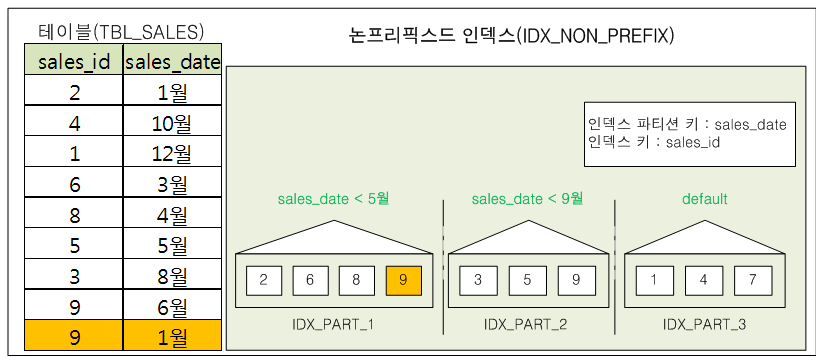 테이블(TBL_SALES)
sales_id sales_date
2 1월
4 10월
1 12월
6 3월
8 4월
5 5월
3 8월
9 6월
9 1월
논프리픽스드 인덱스(IDX_NON_PREFIX)
인덱스 파티션 키 : sales_date
인덱스 키 : sales_id
sales_date < 5월 sales_date < 9월 default
2 6 8 9 3 5 9 1 4 7
IDX_PART_1 IDX_PART_2 IDX_PART_3